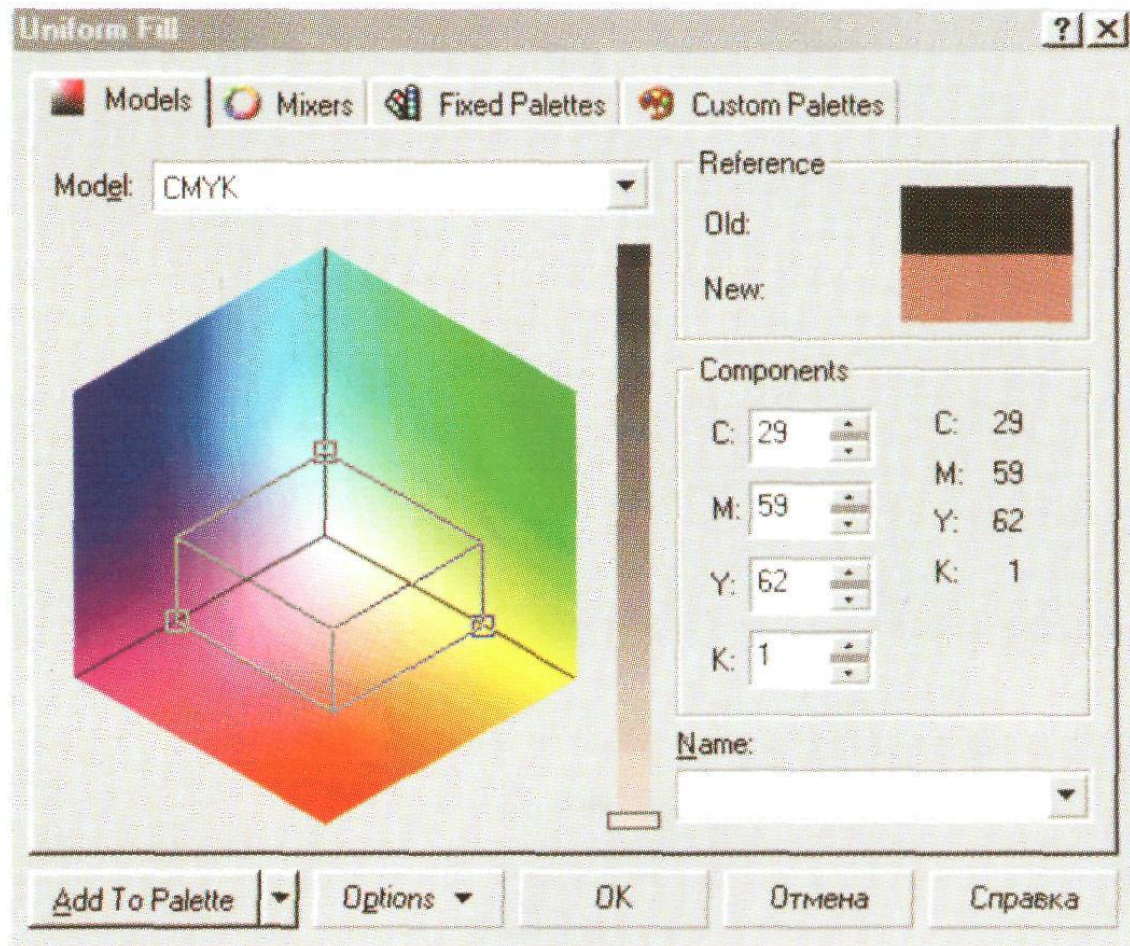 Uniform Fill
Models Mixers Fixed Palettes Custom Palettes
Model: CMYK
Reference
Old:
New:
Components
C: 29 C: 29
M: 59 M: 59
Y: 62 Y: 62
K: 1 K: 1
Name:
Add To Palette Options OK Отмена Справка